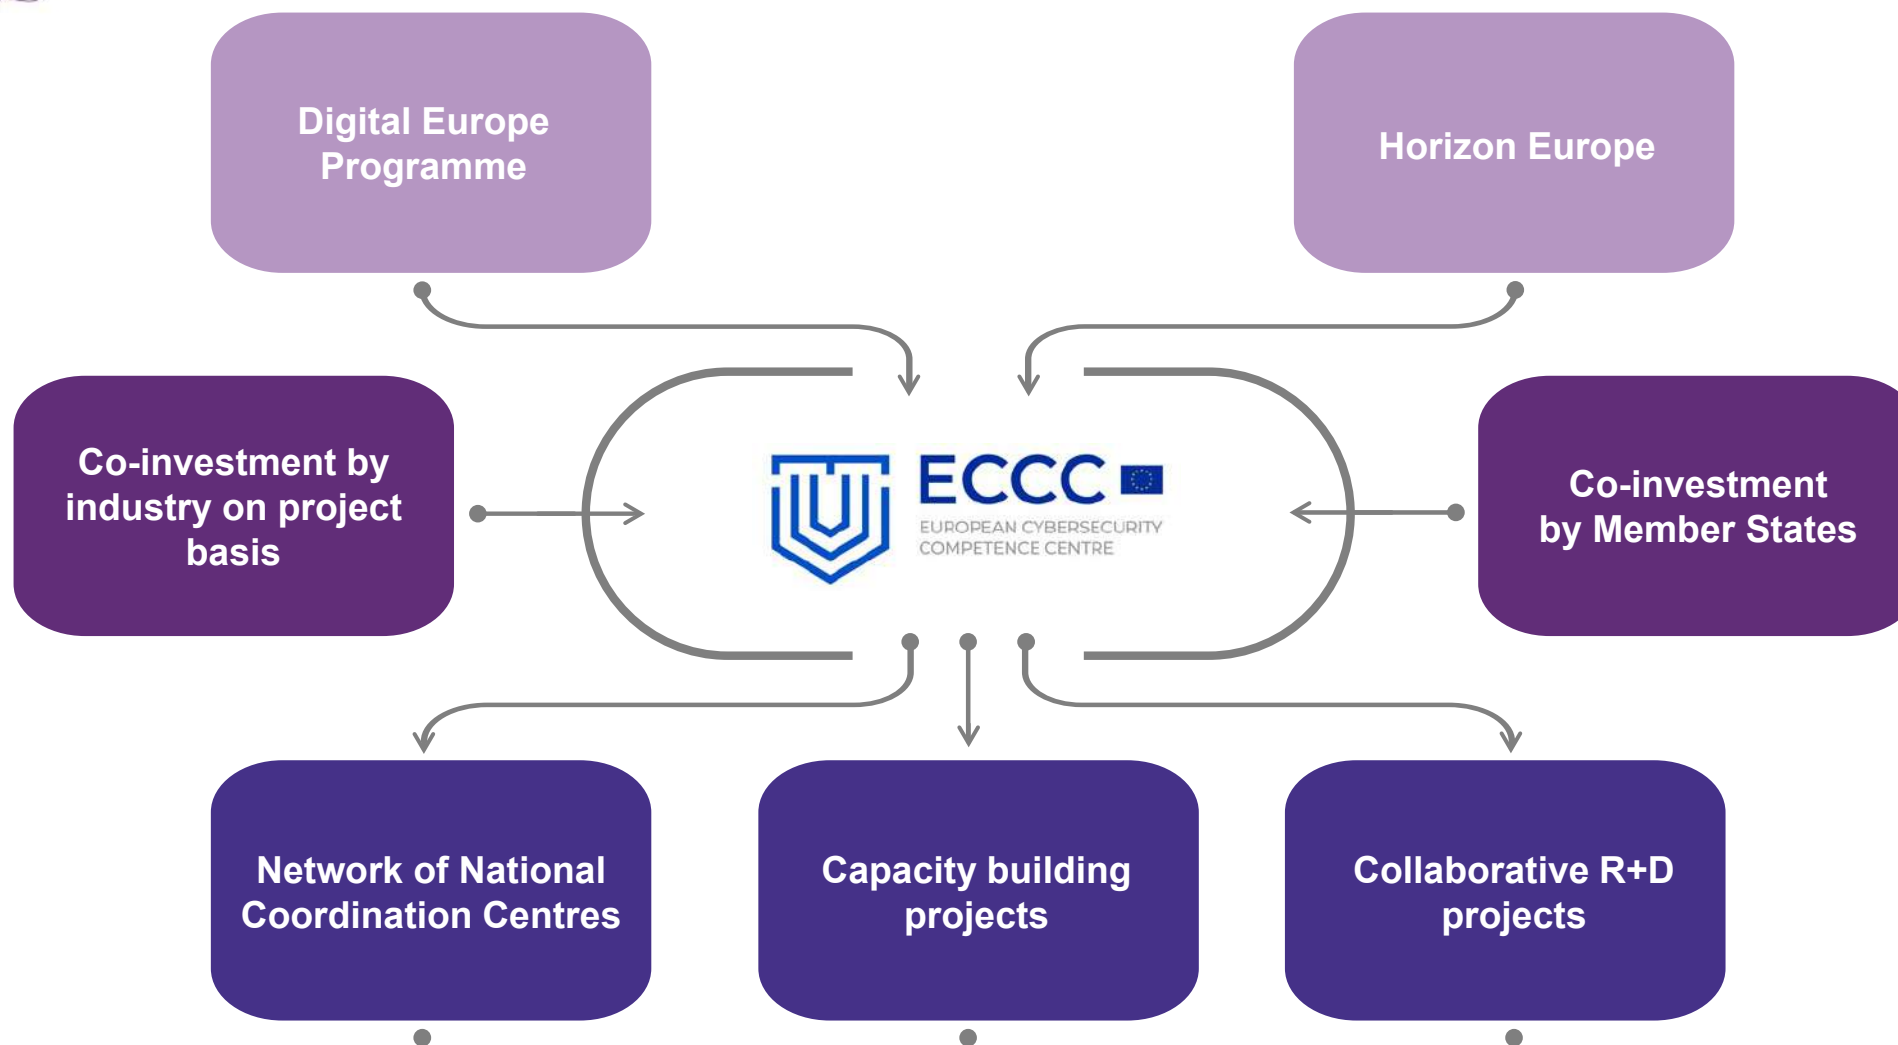 Digital Europe
Programme
Horizon Europe
Co-investment by
industry on project
basis
ECCC
EUROPEAN CYBERSECURITY
COMPETENCE CENTRE
Co-investment
by Member States
Network of National
Coordination Centres
Capacity building
projects
Collaborative R+D
projects